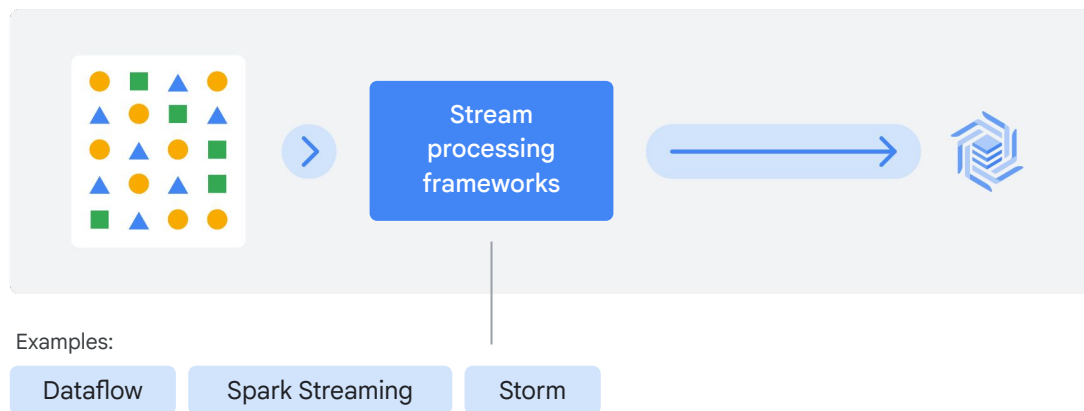 Stream
processing
frameworks
Examples:
Dataflow
Spark Streaming
Storm